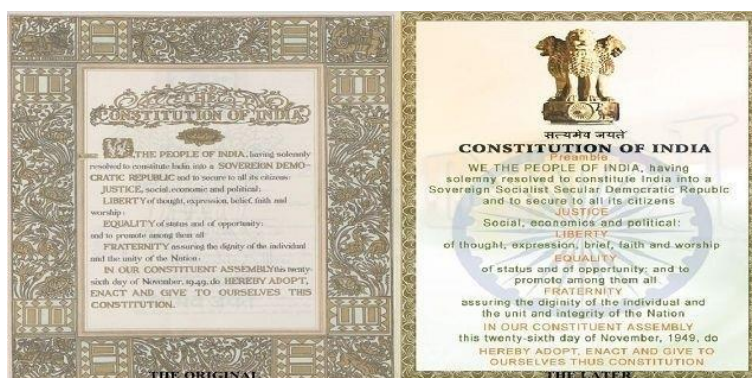 THE
CONSTITUTION OF INDIA
WE, THE PEOPLE OF INDIA, having solemnly
resolved to constitute India into a SOVEREIGN DEMO-
CRATIC REPUBLIC and to secure to all its citizens:
JUSTICE, social, economic and political;
LIBERTY of thought, expression, belief, faith and
worship;
EQUALITY of status and of opportunity;
and to promote among them all
FRATERNITY assuring the dignity of the individual
and the unity of the Nation;
IN OUR CONSTITUENT ASSEMBLY this twenty-
sixth day of November, 1949, do HEREBY ADOPT,
ENACT AND GIVE TO OURSELVES THIS
CONSTITUTION.
THE ORIGINAL
सत्यमेव जयते
CONSTITUTION OF INDIA
Preamble
WE THE PEOPLE OF INDIA, having
solemny resolved to constitute India into a
Sovereign Socialist Secular Democratic Republc
and to secure to all its citizens
JUSTICE
Social, economics and political:
LIBERTY
of thought, expression, brief, faith and worship
EQUALITY
of status and of opportunity; and to
promote among them all
FRATERNITY
assuring the diginity of the individual and
the unit and integrity of the Nation
IN OUR CONSTITUENT ASSEMBLY
this twenty-sixth day of November, 1949, do
HEREBY ADOPT, ENACT AND GIVE TO
OURSELVES THUS CONSTITUTION
THE LATER